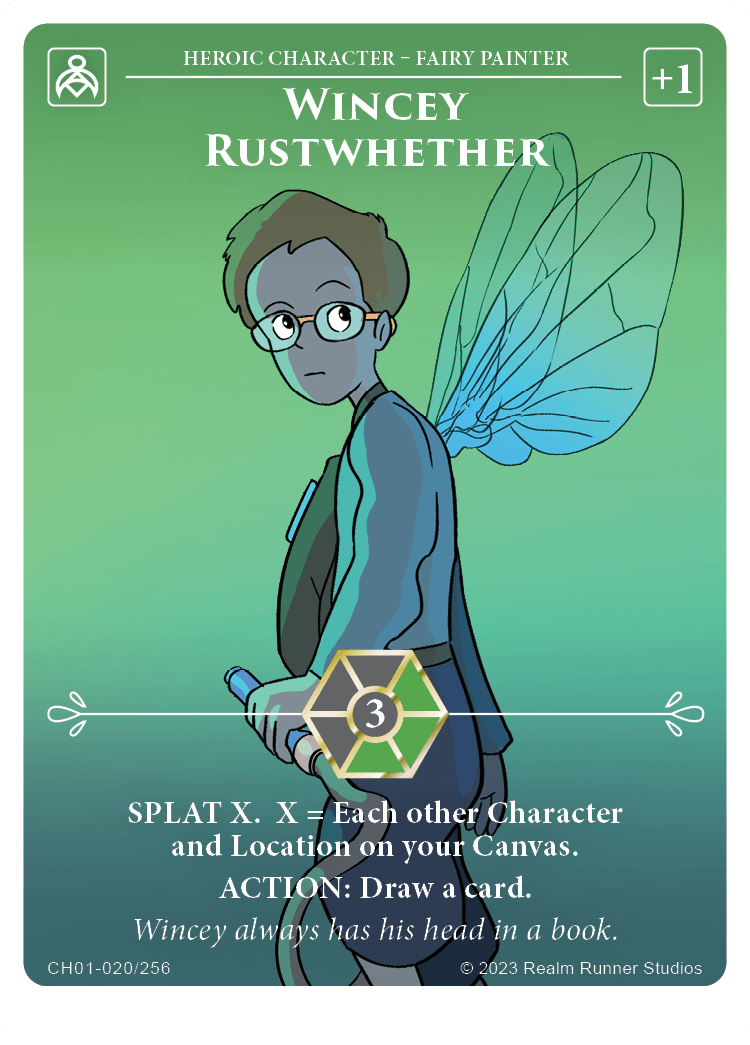 HEROIC CHARACTER – FAIRY PAINTER
+1
WINCEY
RUSTWHETHER
3
SPLAT X. X = Each other Character
and Location on your Canvas.
ACTION: Draw a card.
Wincey always has his head in a book.
CH01-020/256
© 2023 Realm Runner Studios